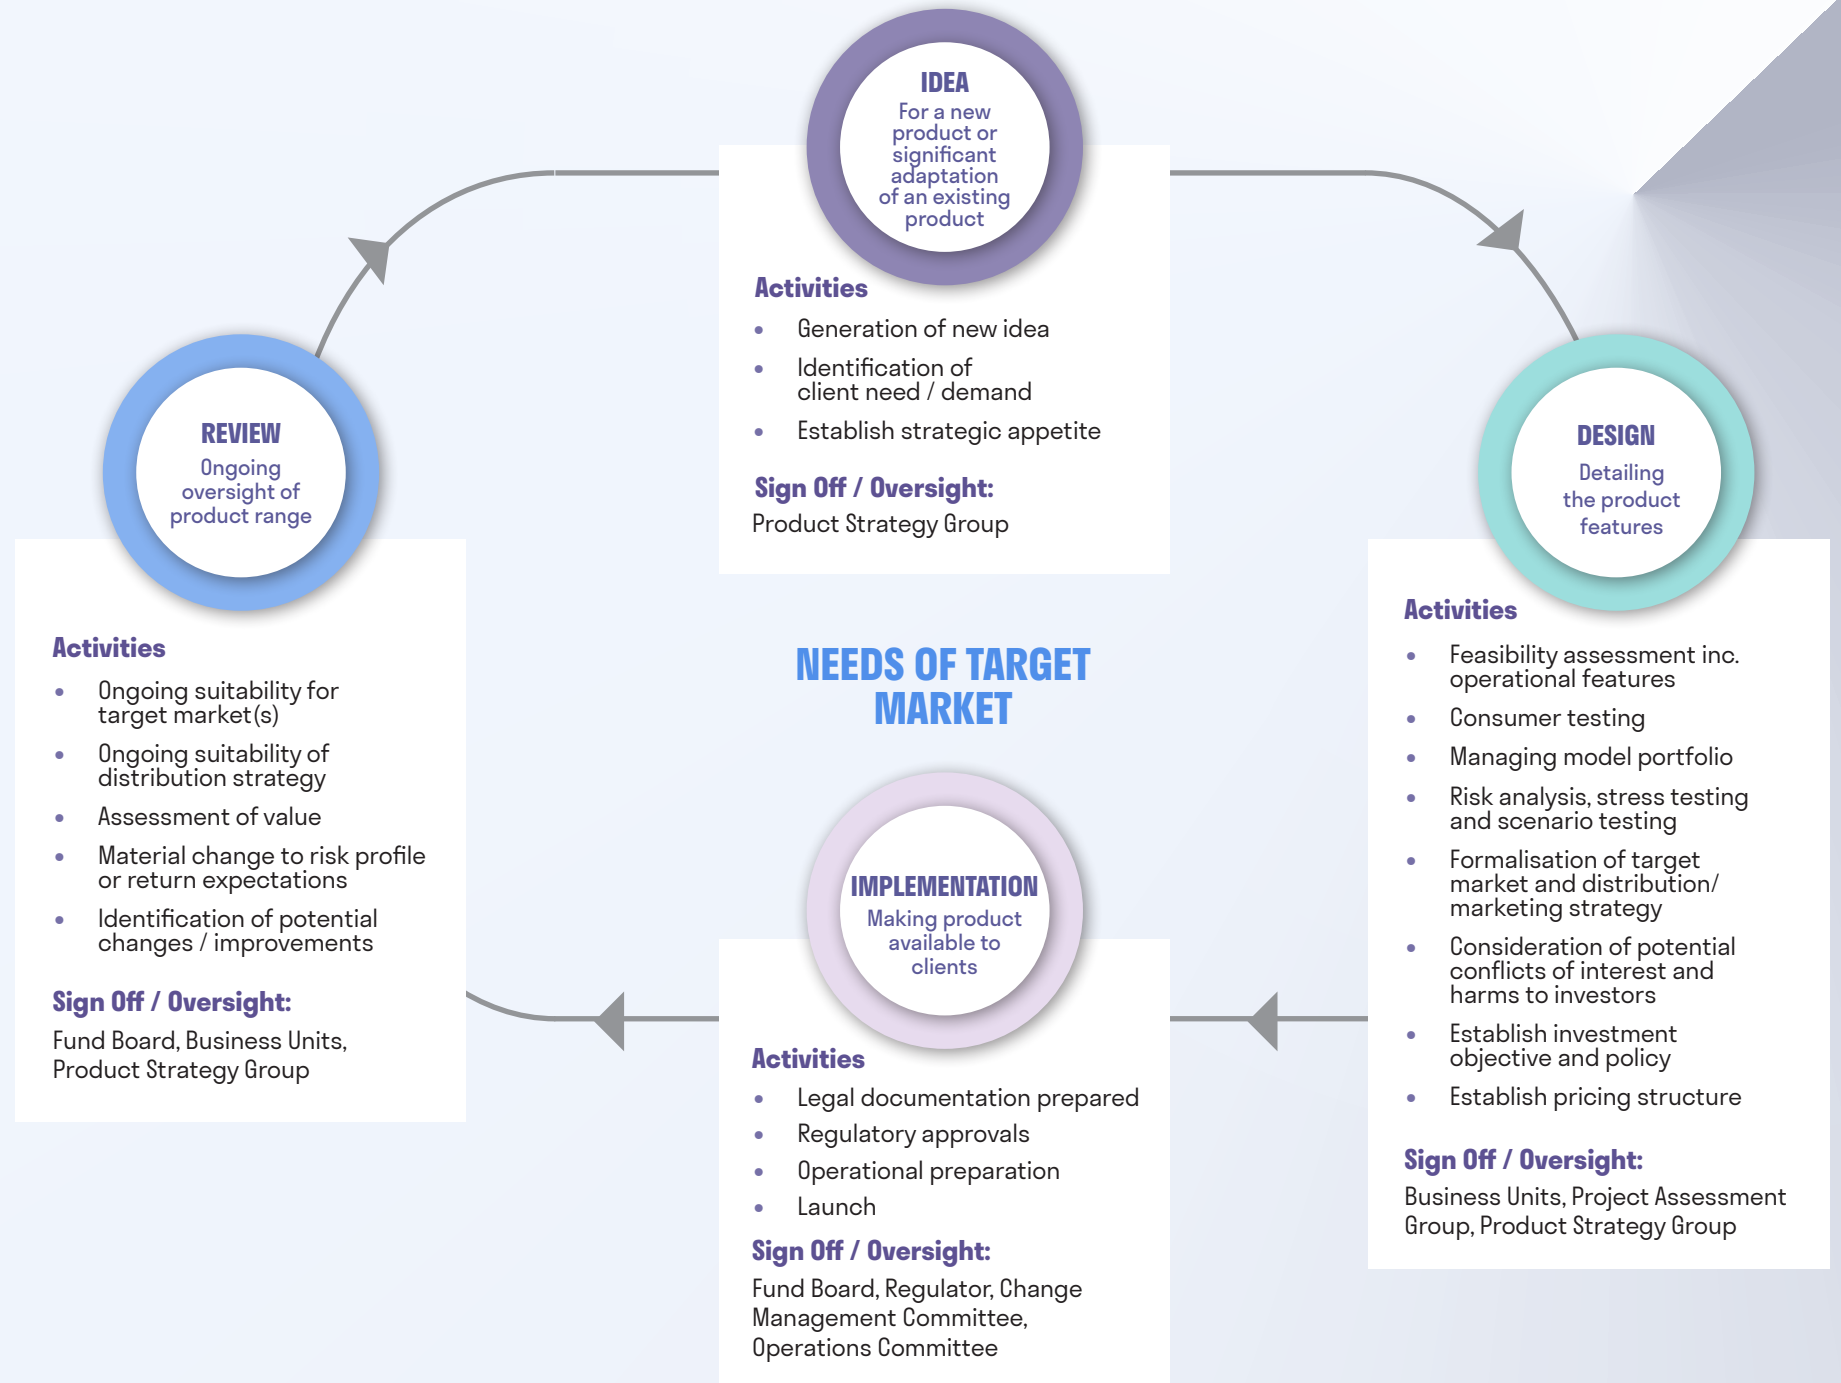 IDEA
For a new
product or
significant
adaptation
of an existing
product
Activities
• Generation of new idea
• Identification of
client need / demand
• Establish strategic appetite
Sign Off / Oversight:
Product Strategy Group
DESIGN
Detailing
the product
features
Activities
• Feasibility assessment inc.
operational features
• Consumer testing
• Managing model portfolio
• Risk analysis, stress testing
and scenario testing
• Formalisation of target
market and distribution/
marketing strategy
• Consideration of potential
conflicts of interest and
harms to investors
• Establish investment
objective and policy
• Establish pricing structure
Sign Off / Oversight:
Business Units, Project Assessment
Group, Product Strategy Group
NEEDS OF TARGET
MARKET
IMPLEMENTATION
Making product
available to
clients
Activities
• Legal documentation prepared
• Regulatory approvals
• Operational preparation
• Launch
Sign Off / Oversight:
Fund Board, Regulator, Change
Management Committee,
Operations Committee
REVIEW
Ongoing
oversight of
product range
Activities
• Ongoing suitability for
target market(s)
• Ongoing suitability of
distribution strategy
• Assessment of value
• Material change to risk profile
or return expectations
• Identification of potential
changes / improvements
Sign Off / Oversight:
Fund Board, Business Units,
Product Strategy Group